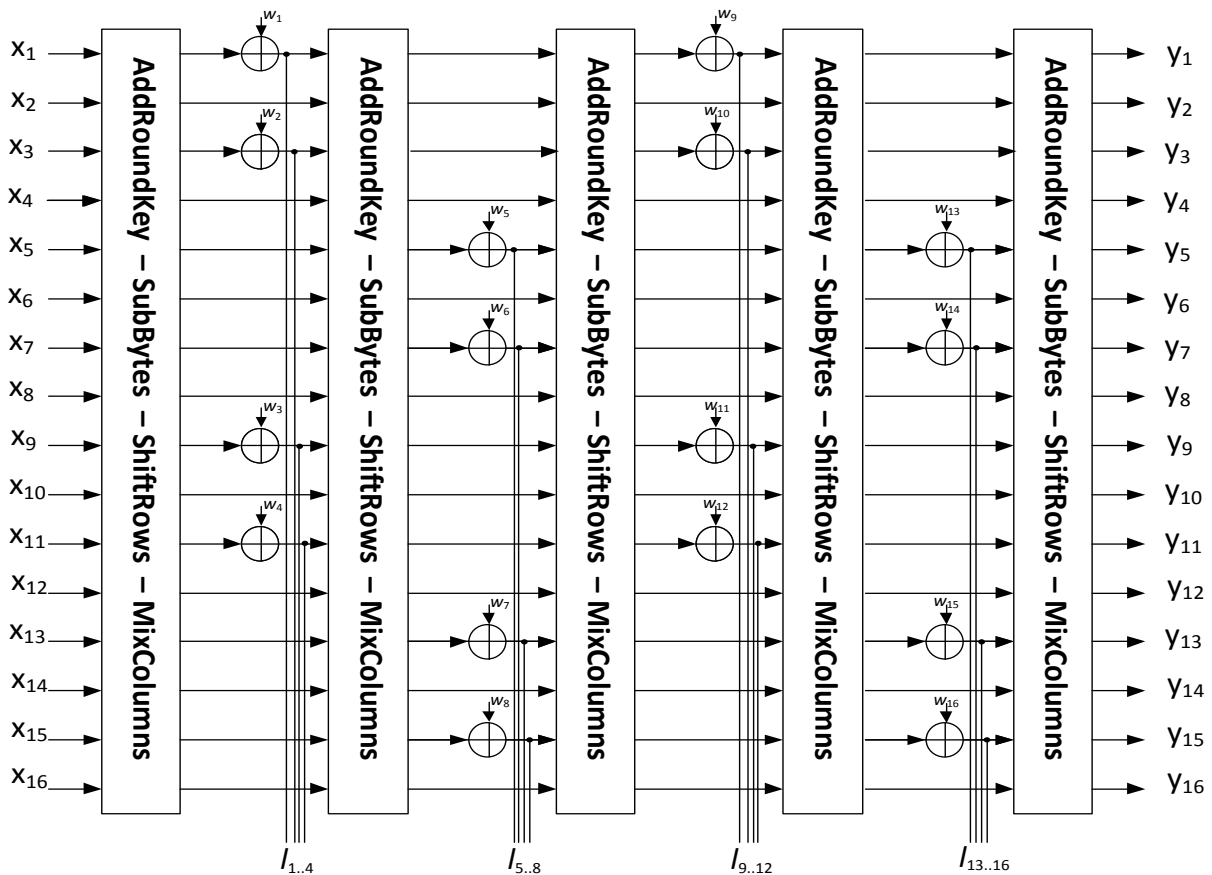 w1 w9
x1 y1
x2 y2
w2 w10
x3 y3
x4 y4
w5 w13
x5 y5
x6 y6
w6 w14
x7 y7
x8 y8
w3 w11
x9 y9
x10 y10
w4 w12
x11 y11
x12 y12
w7 w15
x13 y13
x14 y14
w8 w16
x15 y15
x16 y16
AddRoundKey – SubBytes – ShiftRows – MixColumns
AddRoundKey – SubBytes – ShiftRows – MixColumns
AddRoundKey – SubBytes – ShiftRows – MixColumns
AddRoundKey – SubBytes – ShiftRows – MixColumns
AddRoundKey – SubBytes – ShiftRows – MixColumns
l1..4 l5..8 l9..12 l13..16